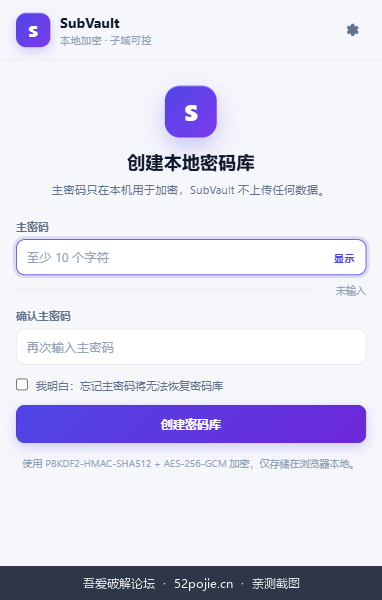 S
SubVault
本地加密 · 子域可控
S
创建本地密码库
主密码只在本机用于加密，SubVault 不上传任何数据。
主密码
至少 10 个字符
显示
未输入
确认主密码
再次输入主密码
我明白：忘记主密码将无法恢复密码库
创建密码库
使用 PBKDF2-HMAC-SHA512 + AES-256-GCM 加密，仅存储在浏览器本地。
吾爱破解论坛 · 52pojie.cn · 亲测截图